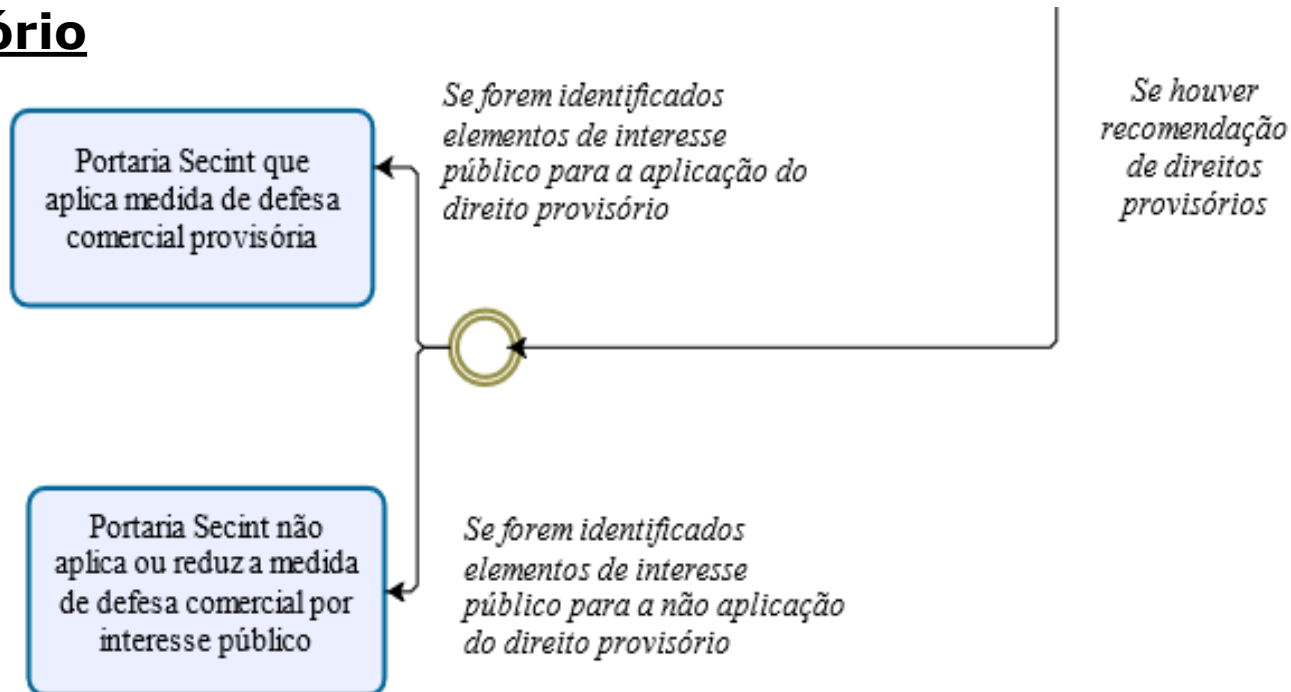 ório
Se forem identificados
elementos de interesse
público para a aplicação do
direito provisório
Se houver
recomendação
de direitos
provisórios
Portaria Secint que
aplica medida de defesa
comercial provisória
Portaria Secint não
aplica ou reduz a medida
de defesa comercial por
interesse público
Se forem identificados
elementos de interesse
público para a não aplicação
do direito provisório